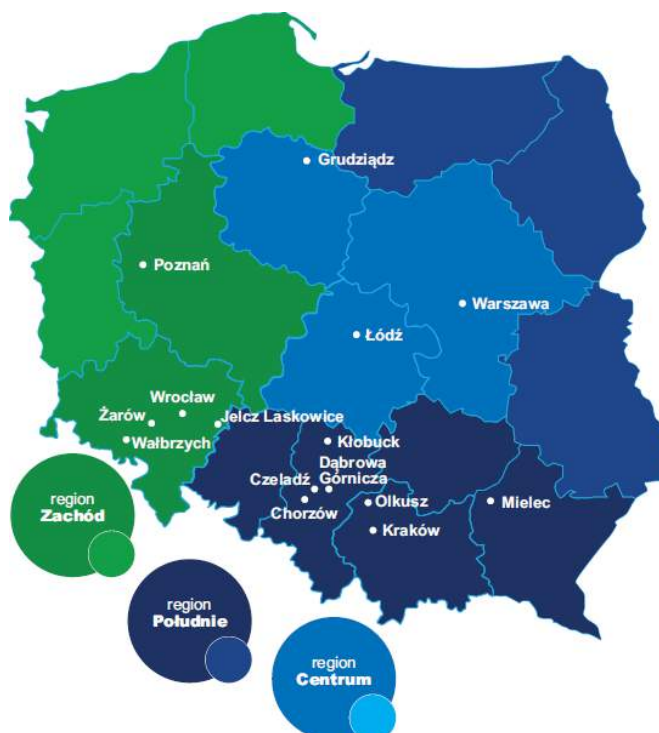 Grudziądz
Poznań
Warszawa
Łódź
Wrocław
Żarów
Jelcz Laskowice
Wałbrzych
Kłobuck
Dąbrowa
Górnicza
Czeladź
Chorzów
Olkusz
Mielec
Kraków
region
Zachód
region
Południe
region
Centrum